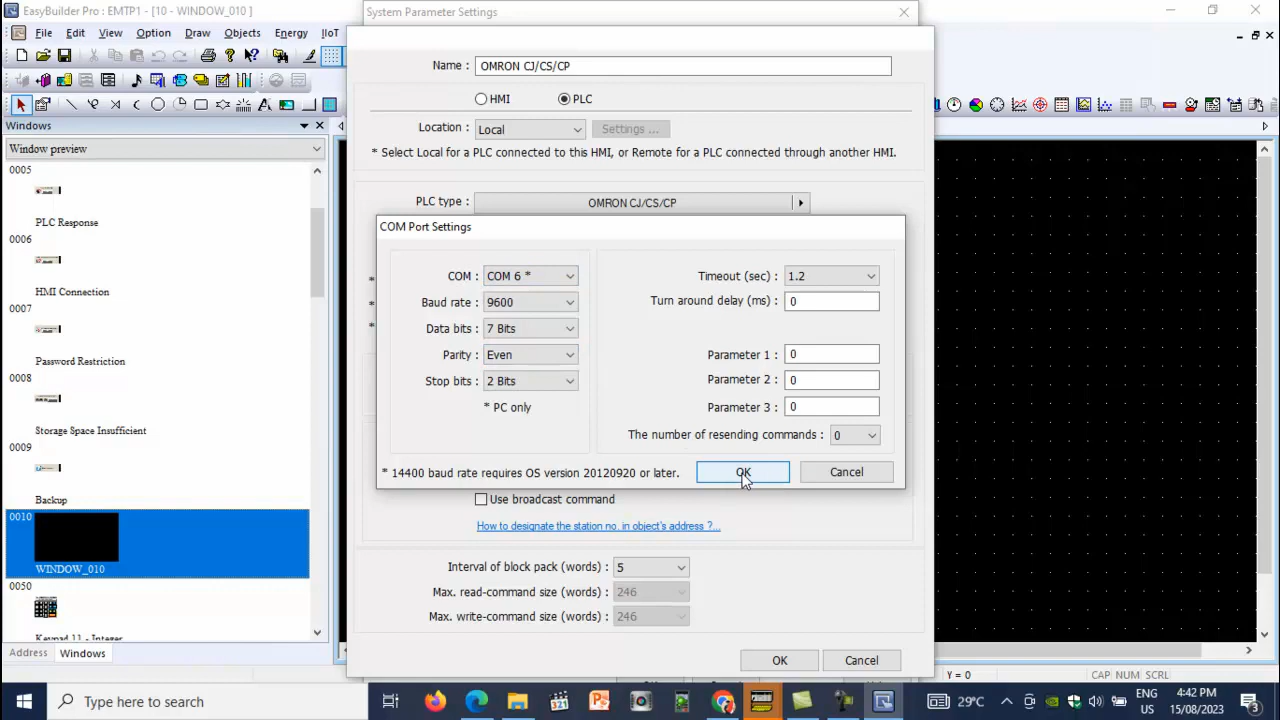 EasyBuilder Pro : EMTP1 - [10 - WINDOW_010]
System Parameter Settings
File Edit View Option Draw Objects Energy IIoT
Name : OMRON CJ/CS/CP
HMI PLC
Location : Local Settings ...
* Select Local for a PLC connected to this HMI, or Remote for a PLC connected through another HMI.
PLC type : OMRON CJ/CS/CP
Windows
Window preview
0005
PLC Response
0006
HMI Connection
0007
Password Restriction
0008
Storage Space Insufficient
0009
Backup
0010
WINDOW_010
0050
Keypad 11 - Integer
Address Windows
COM Port Settings
COM : COM 6 *
Baud rate : 9600
Data bits : 7 Bits
Parity : Even
Stop bits : 2 Bits
* PC only
Timeout (sec) : 1.2
Turn around delay (ms) : 0
Parameter 1 : 0
Parameter 2 : 0
Parameter 3 : 0
The number of resending commands : 0
* 14400 baud rate requires OS version 20120920 or later.
OK Cancel
*
*
*
Use broadcast command
How to designate the station no. in object's address ?...
Interval of block pack (words) : 5
Max. read-command size (words) : 246
Max. write-command size (words) : 246
OK Cancel
Y = 0 CAP NUM SCRL
Type here to search
29°C
ENG
US
4:42 PM
15/08/2023
3